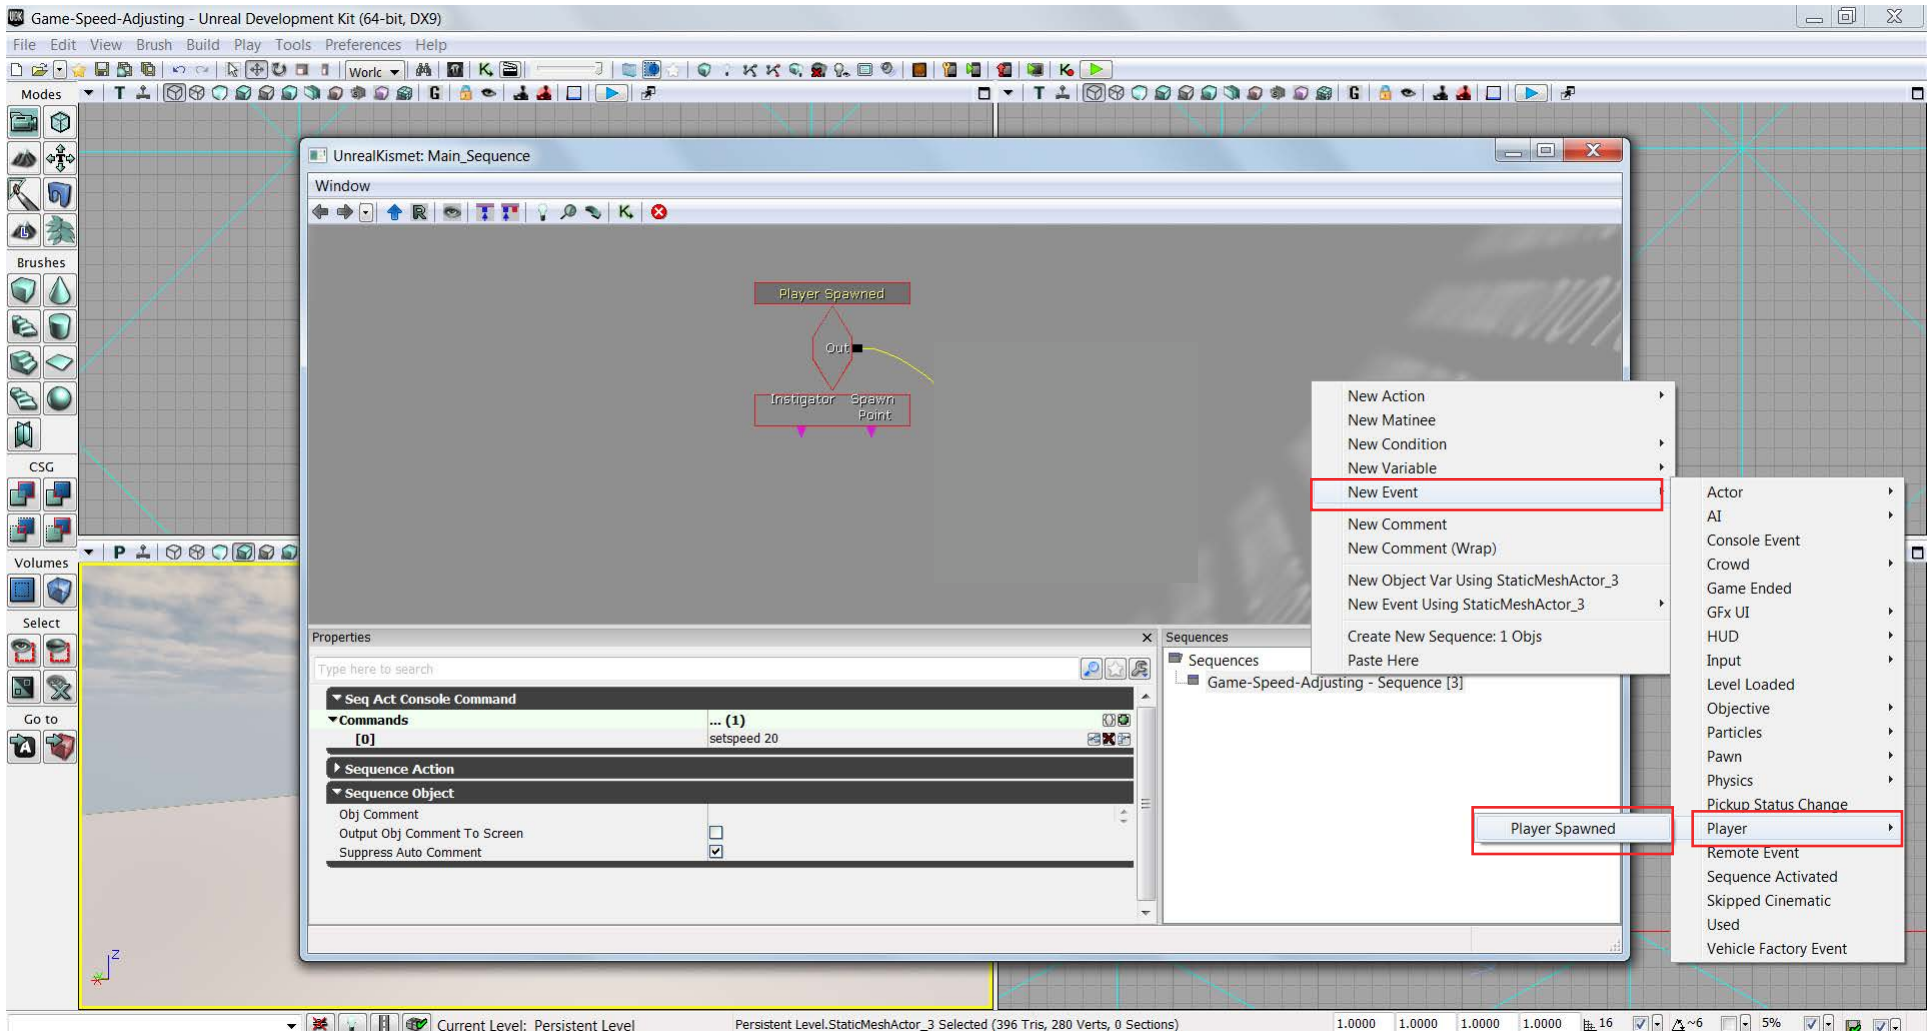 Game-Speed-Adjusting - Unreal Development Kit (64-bit, DX9)
File Edit View Brush Build Play Tools Preferences Help
Worlc
Modes
Brushes
CSG
Volumes
Select
Go to
UnrealKismet: Main_Sequence
Window
Player Spawned
Out
Instigator Spawn
Point
New Action
New Matinee
New Condition
New Variable
New Event
New Comment
New Comment (Wrap)
New Object Var Using StaticMeshActor_3
New Event Using StaticMeshActor_3
Create New Sequence: 1 Objs
Paste Here
Actor
AI
Console Event
Crowd
Game Ended
GFx UI
HUD
Input
Level Loaded
Objective
Particles
Pawn
Physics
Pickup Status Change
Player
Remote Event
Sequence Activated
Skipped Cinematic
Used
Vehicle Factory Event
Player Spawned
Properties
Type here to search
Seq Act Console Command
Commands ... (1)
[0] setspeed 20
Sequence Action
Sequence Object
Obj Comment
Output Obj Comment To Screen
Suppress Auto Comment
Sequences
Sequences
Game-Speed-Adjusting - Sequence [3]
Z
Current Level: Persistent Level
Persistent Level.StaticMeshActor_3 Selected (396 Tris, 280 Verts, 0 Sections)
1.0000 1.0000 1.0000 1.0000 16 ~6 5%